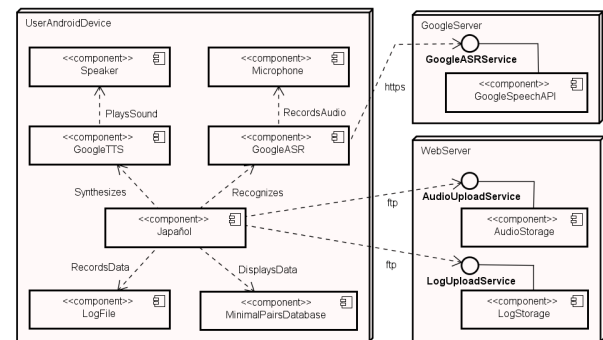 UserAndroidDevice
<<component>>
Speaker
<<component>>
Microphone
PlaysSound
RecordsAudio
<<component>>
GoogleTTS
<<component>>
GoogleASR
Synthesizes
Recognizes
<<component>>
Japañol
RecordsData
DisplaysData
<<component>>
LogFile
<<component>>
MinimalPairsDatabase
https
ftp
ftp
GoogleServer
GoogleASRService
<<component>>
GoogleSpeechAPI
WebServer
AudioUploadService
<<component>>
AudioStorage
LogUploadService
<<component>>
LogStorage